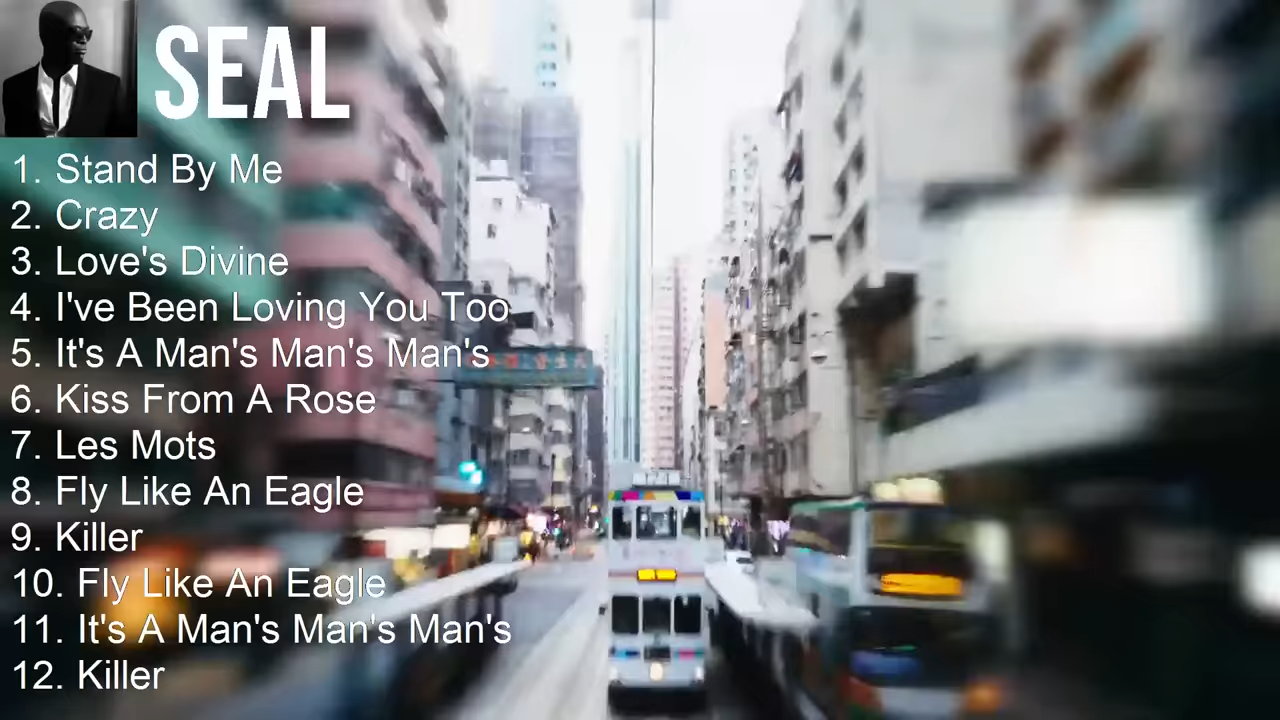 SEAL
1. Stand By Me
2. Crazy
3. Love's Divine
4. I've Been Loving You Too
5. It's A Man's Man's Man's
6. Kiss From A Rose
7. Les Mots
8. Fly Like An Eagle
9. Killer
10. Fly Like An Eagle
11. It's A Man's Man's Man's
12. Killer